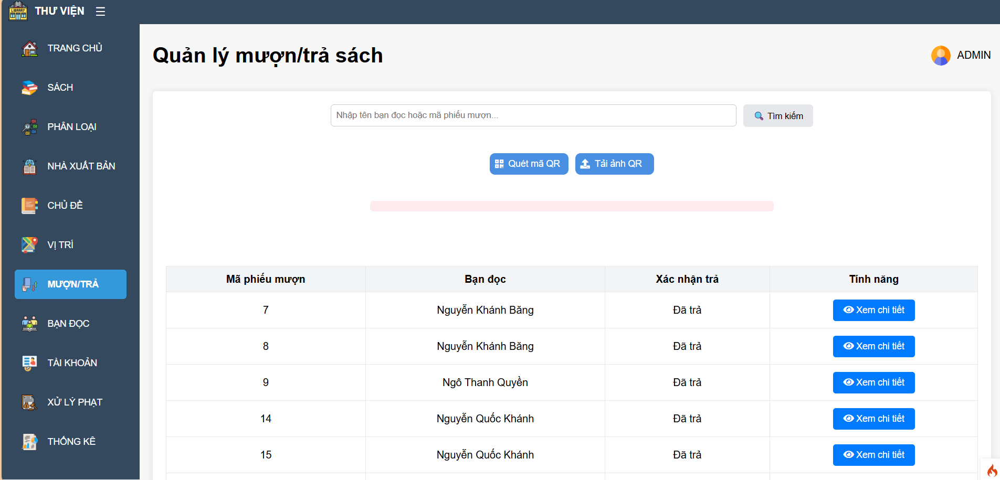 LIBRARY
THƯ VIỆN
TRANG CHỦ
SÁCH
PHÂN LOẠI
NHÀ XUẤT BẢN
CHỦ ĐỀ
VỊ TRÍ
MƯỢN/TRẢ
BẠN ĐỌC
TÀI KHOẢN
XỬ LÝ PHẠT
THỐNG KÊ
Quản lý mượn/trả sách
ADMIN
Nhập tên bạn đọc hoặc mã phiếu mượn...
Tìm kiếm
Quét mã QR
Tải ảnh QR
Mã phiếu mượn Bạn đọc Xác nhận trả Tính năng
7 Nguyễn Khánh Băng Đã trả Xem chi tiết
8 Nguyễn Khánh Băng Đã trả Xem chi tiết
9 Ngô Thanh Quyền Đã trả Xem chi tiết
14 Nguyễn Quốc Khánh Đã trả Xem chi tiết
15 Nguyễn Quốc Khánh Đã trả Xem chi tiết